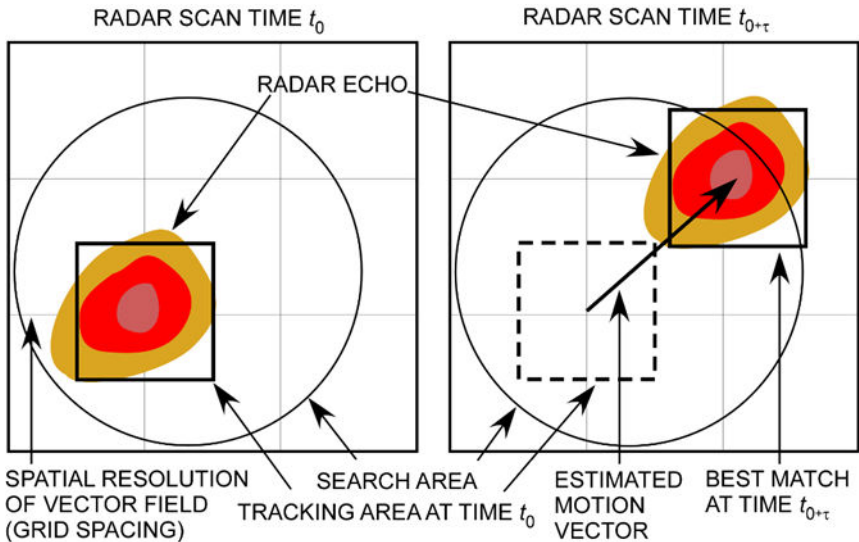 RADAR SCAN TIME t0
RADAR SCAN TIME t0+τ
RADAR ECHO
SPATIAL RESOLUTION
OF VECTOR FIELD
(GRID SPACING)
SEARCH AREA
TRACKING AREA AT TIME t0
ESTIMATED
MOTION
VECTOR
BEST MATCH
AT TIME t0+τ